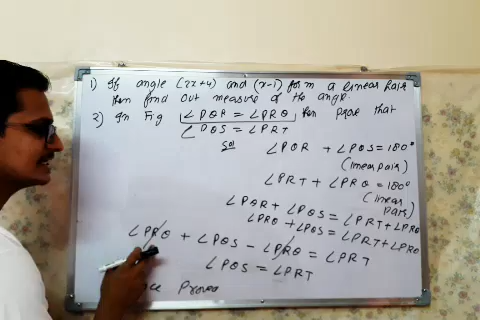 1) If angle (2x+4) and (x-1) form a linear pair
then find out measure of the angle
2) In Fig ∠PQR = ∠PRQ then prove that
∠PQS = ∠PRT
Sol
∠PQR + ∠PQS = 180°
(linear pair)
∠PRT + ∠PRQ = 180°
(linear pair)
∠PQR + ∠PQS = ∠PRT + ∠PRQ
∠PRQ + ∠PQS = ∠PRT + ∠PRQ
∠PRQ + ∠PQS - ∠PRQ = ∠PRT
∠PQS = ∠PRT
Proved